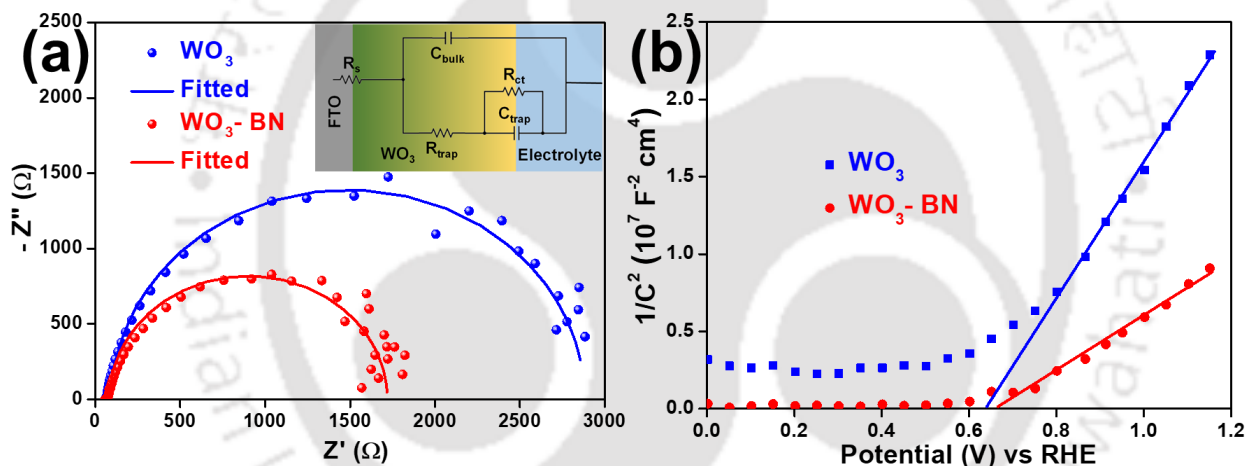 (a)
WO3
Fitted
WO3- BN
Fitted
2500
2000
1500
1000
500
0
- Z" (Ω)
0 500 1000 1500 2000 2500 3000
Z' (Ω)
Cbulk
Rs
Rct
Ctrap
Rtrap
FTO
WO3
Electrolyte
(b)
2.5
2.0
1.5
1.0
0.5
0.0
1/C2 (107 F-2 cm4)
WO3
WO3- BN
0.0 0.2 0.4 0.6 0.8 1.0 1.2
Potential (V) vs RHE